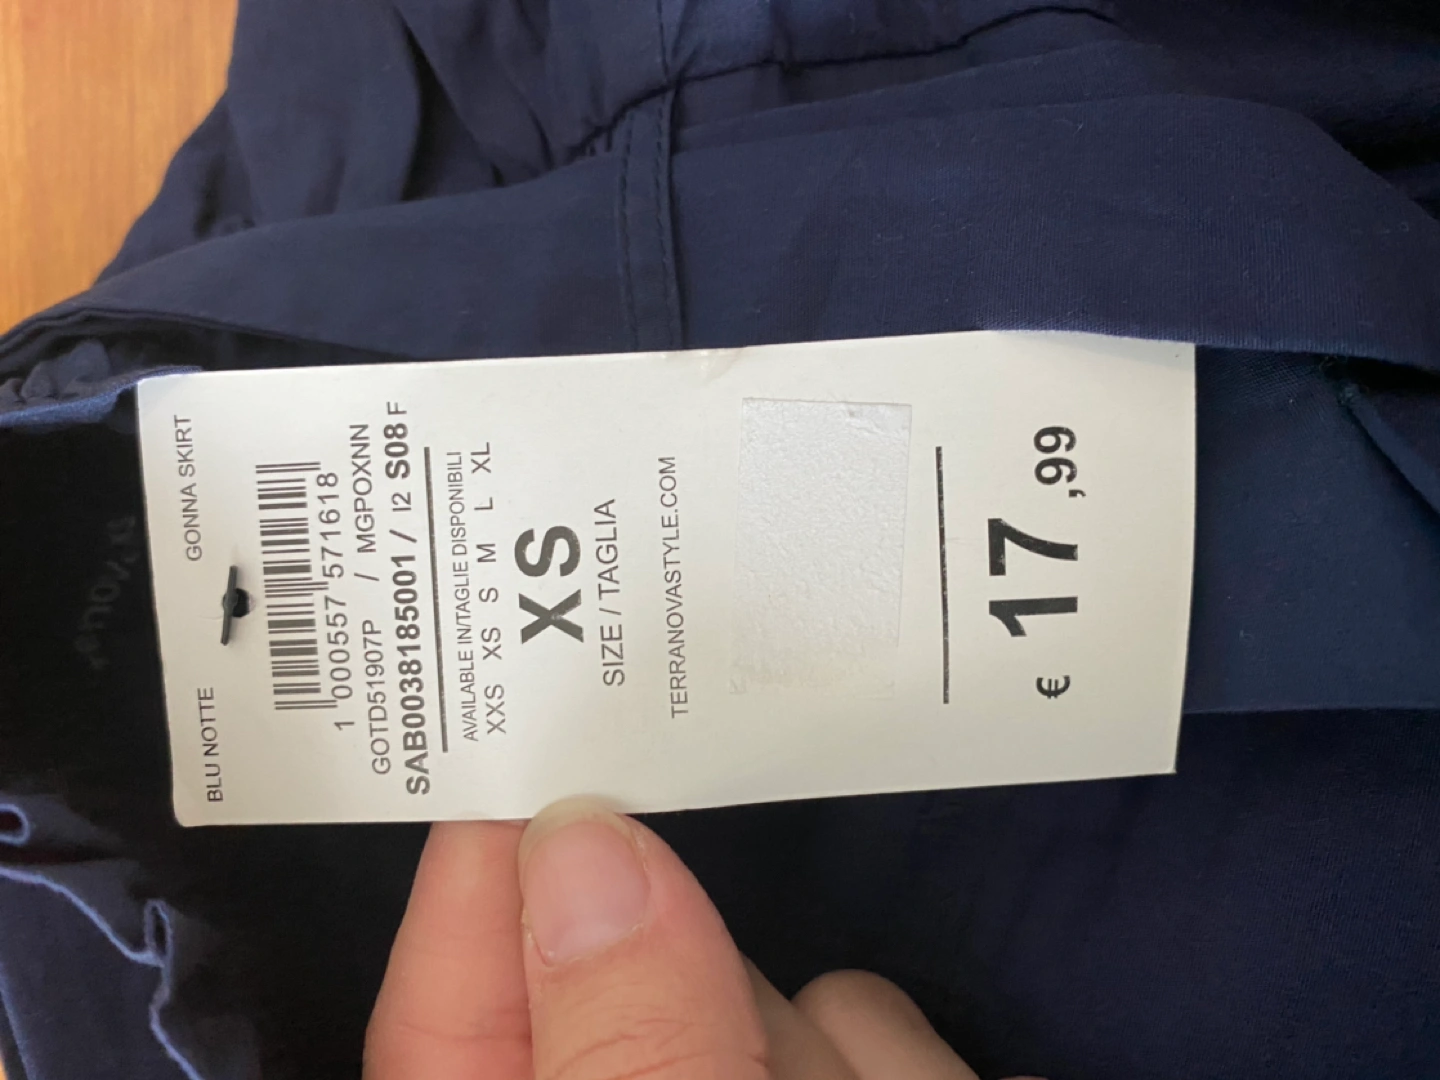 BLU NOTTE GONNA SKIRT
1 000557 571618
GOTD51907P / MGPOXNN
SAB0038185001 / I2 S08 F
AVAILABLE IN/TAGLIE DISPONIBILI
XXS XS S M L XL
XS
SIZE / TAGLIA
TERRANOVASTYLE.COM
€ 17,99